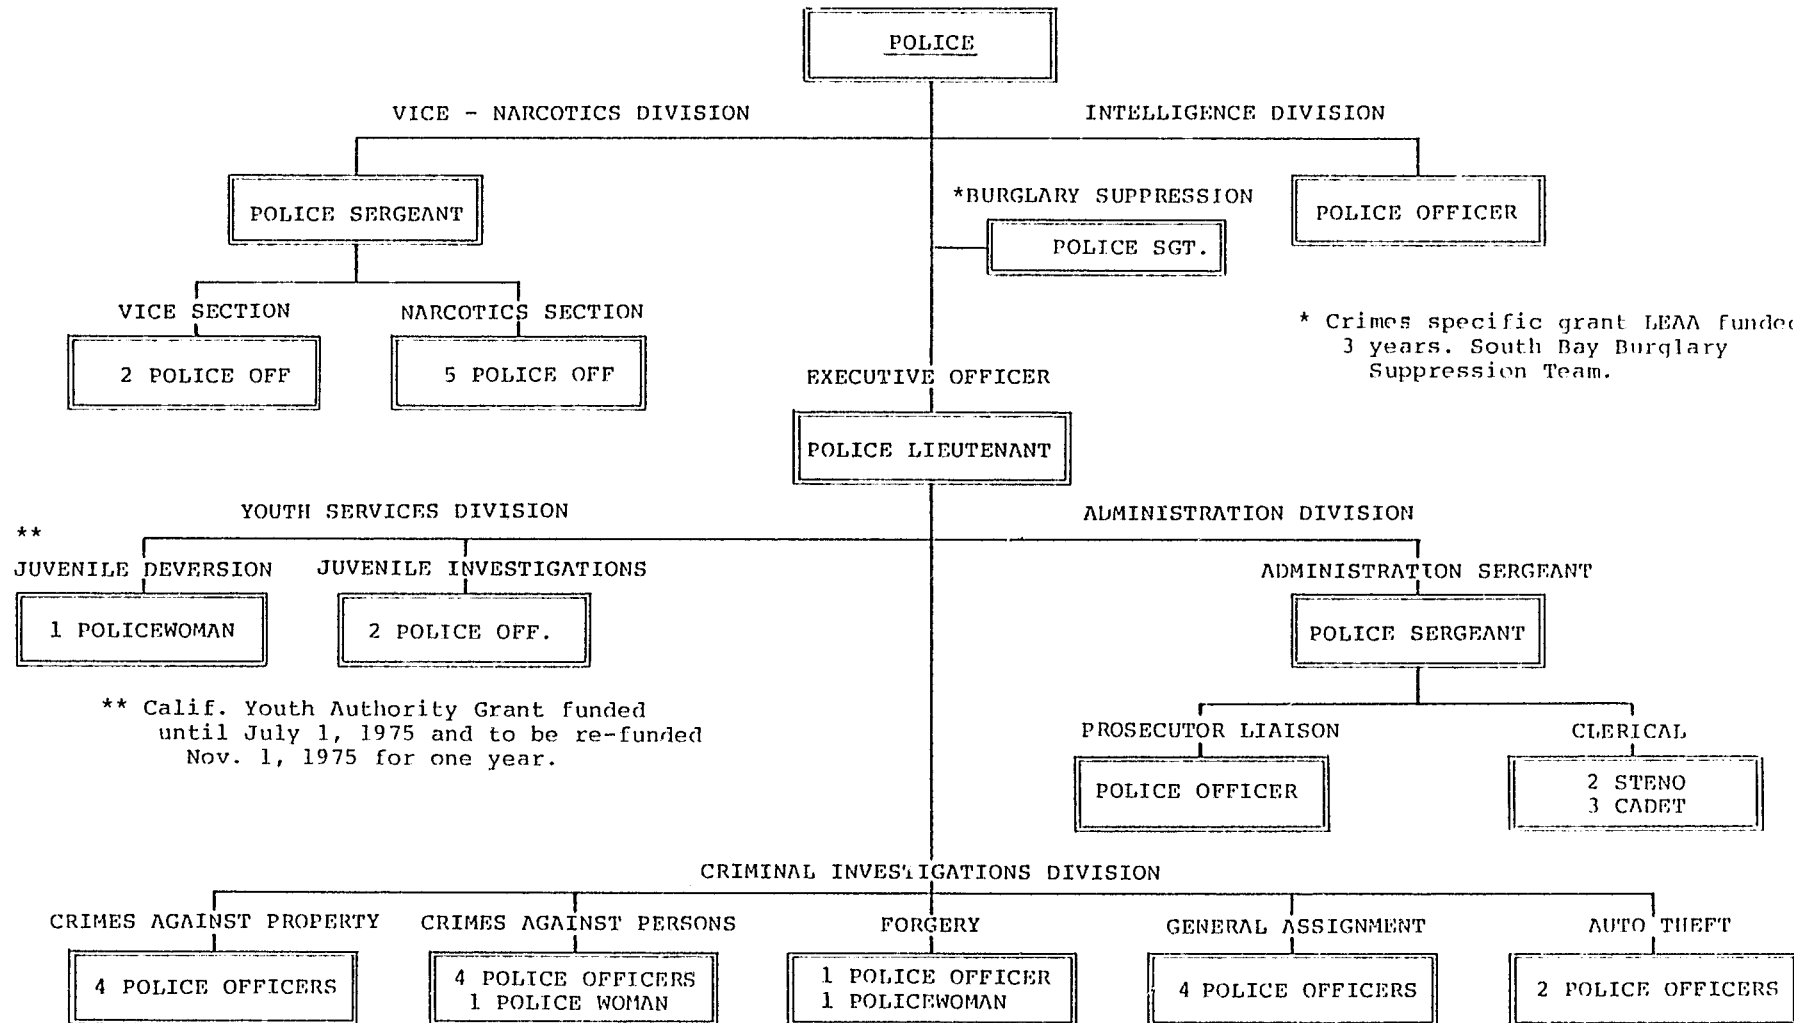 POLICE
VICE - NARCOTICS DIVISION
INTELLIGENCE DIVISION
POLICE SERGEANT
*BURGLARY SUPPRESSION
POLICE SGT.
POLICE OFFICER
VICE SECTION
NARCOTICS SECTION
2 POLICE OFF
5 POLICE OFF
* Crimes specific grant LEAA funded
3 years. South Bay Burglary
Suppression Team.
EXECUTIVE OFFICER
POLICE LIEUTENANT
YOUTH SERVICES DIVISION
ADMINISTRATION DIVISION
**
JUVENILE DEVERSION
JUVENILE INVESTIGATIONS
1 POLICEWOMAN
2 POLICE OFF.
ADMINISTRATION SERGEANT
POLICE SERGEANT
** Calif. Youth Authority Grant funded
until July 1, 1975 and to be re-funded
Nov. 1, 1975 for one year.
PROSECUTOR LIAISON
CLERICAL
POLICE OFFICER
2 STENO
3 CADET
CRIMINAL INVESTIGATIONS DIVISION
CRIMES AGAINST PROPERTY
CRIMES AGAINST PERSONS
FORGERY
GENERAL ASSIGNMENT
AUTO THEFT
4 POLICE OFFICERS
4 POLICE OFFICERS
1 POLICE WOMAN
1 POLICE OFFICER
1 POLICEWOMAN
4 POLICE OFFICERS
2 POLICE OFFICERS